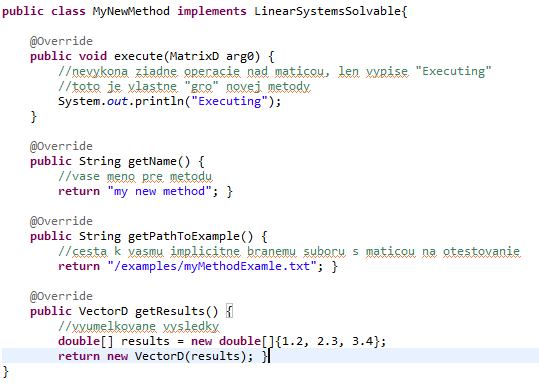 public class MyNewMethod implements LinearSystemsSolvable{
@Override
public void execute(MatrixD arg0) {
//nevykona ziadne operacie nad maticou, len vypise "Executing"
//toto je vlastne "gro" novej metody
System.out.println("Executing");
}
@Override
public String getName() {
//vase meno pre metodu
return "my new method"; }
@Override
public String getPathToExample() {
//cesta k vasmu implicitne branemu suboru s maticou na otestovanie
return "/examples/myMethodExamle.txt"; }
@Override
public VectorD getResults() {
//vyumelkovane vysledky
double[] results = new double[]{1.2, 2.3, 3.4};
return new VectorD(results); }
}